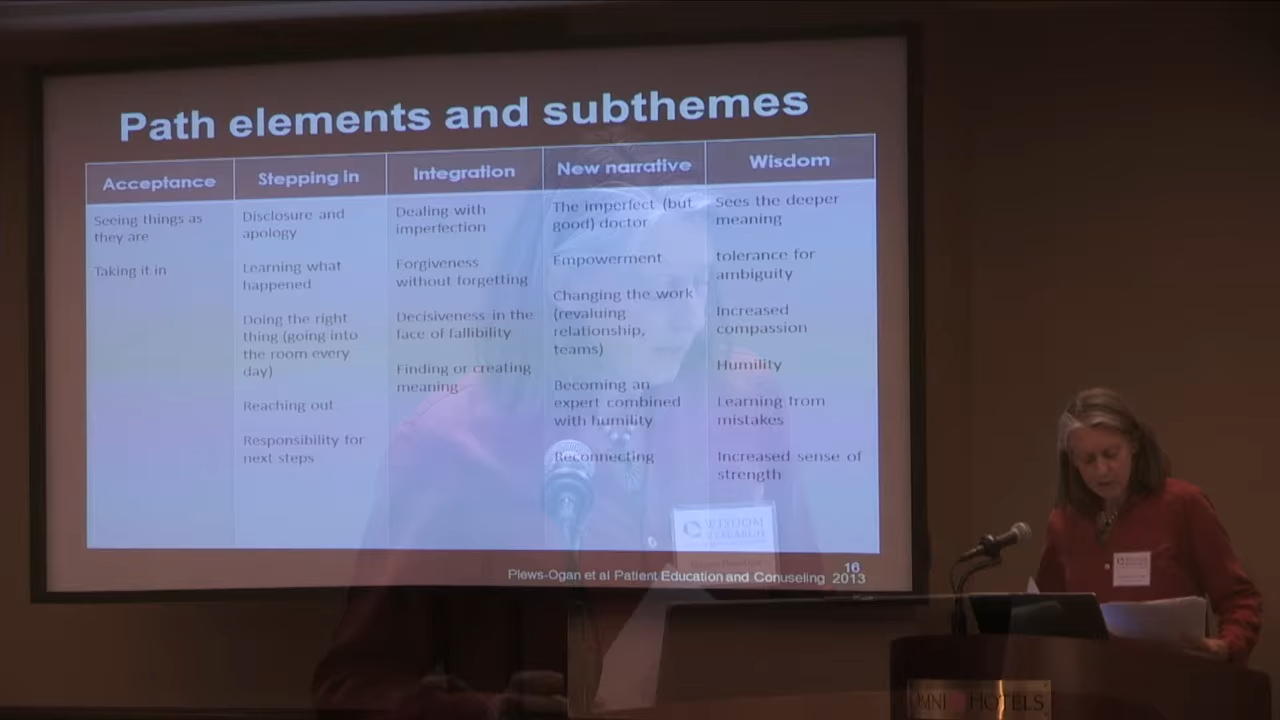 Path elements and subthemes
Acceptance
Stepping in
Integration
New narrative
Wisdom
Seeing things as
they are
Taking it in
Disclosure and
apology
Learning what
happened
Doing the right
thing (going into
the room every
day)
Reaching out
Responsibility for
next steps
Dealing with
imperfection
Forgiveness
without forgetting
Decisiveness in the
face of fallibility
Finding or creating
meaning
The imperfect (but
good) doctor
Empowerment
Changing the work
(revaluing
relationship,
teams)
Becoming an
expert combined
with humility
Reconnecting
Sees the deeper
meaning
tolerance for
ambiguity
Increased
compassion
Humility
Learning from
mistakes
Increased sense of
strength
WISDOM
RESEARCH
16
Plews-Ogan et al Patient Education and Conuseling 2013
OMNI HOTELS